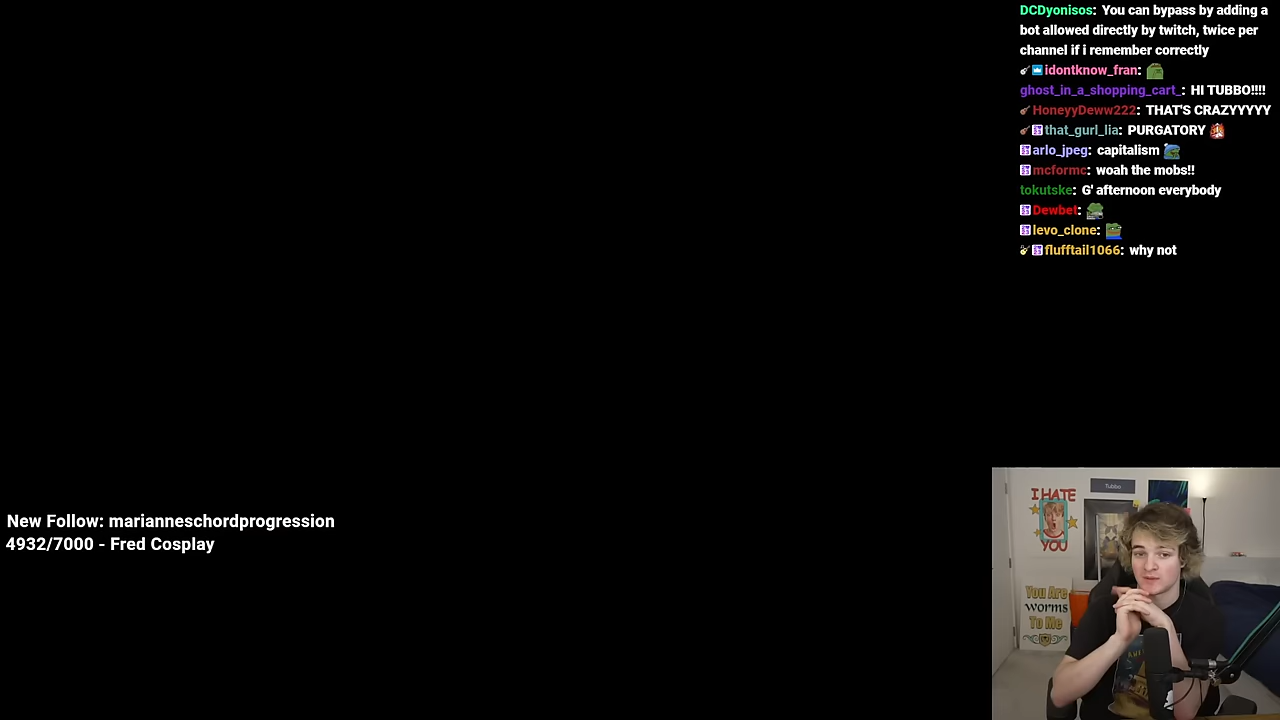 DCDyonisos: You can bypass by adding a
bot allowed directly by twitch, twice per
channel if i remember correctly
idontknow_fran:
ghost_in_a_shopping_cart_: HI TUBBO!!!!
HoneyyDeww222: THAT'S CRAZYYYYY
that_gurl_lia: PURGATORY
arlo_jpeg: capitalism
mcformc: woah the mobs!!
tokutske: G' afternoon everybody
Dewbet:
levo_clone:
flufftail1066: why not
New Follow: marianneschordprogression
4932/7000 - Fred Cosplay
I HATE
YOU
Tubbo
You Are
worms
To Me